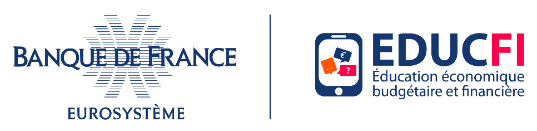 BANQUE DE FRANCE
EUROSYSTÈME
EDUCFI
Éducation économique
budgétaire et financière